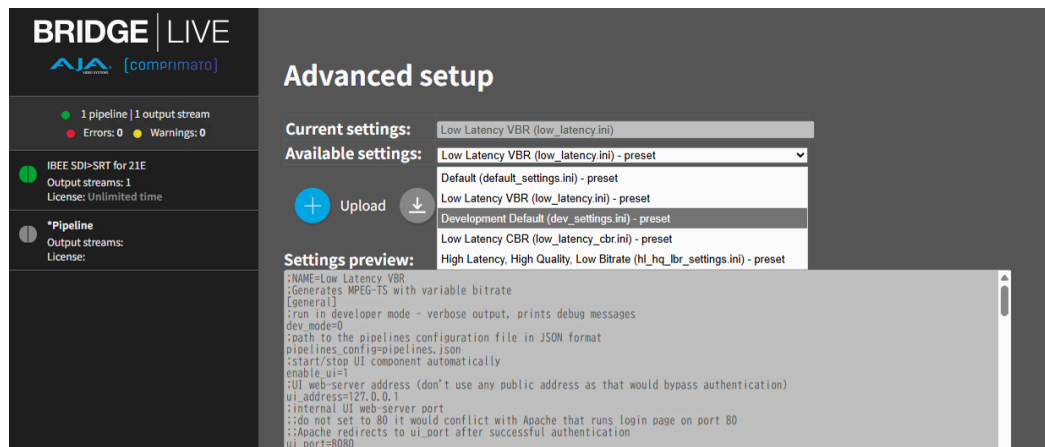 BRIDGE | LIVE
AJA VIDEO SYSTEMS [comprimato]
1 pipeline | 1 output stream
Errors: 0 Warnings: 0
IBEE SDI>SRT for 21E
Output streams: 1
License: Unlimited time
*Pipeline
Output streams:
License:
Advanced setup
Current settings: Low Latency VBR (low_latency.ini)
Available settings: Low Latency VBR (low_latency.ini) - preset
Default (default_settings.ini) - preset
Low Latency VBR (low_latency.ini) - preset
Development Default (dev_settings.ini) - preset
Low Latency CBR (low_latency_cbr.ini) - preset
High Latency, High Quality, Low Bitrate (hl_hq_lbr_settings.ini) - preset
Upload
Settings preview:
;NAME=Low Latency VBR
;Generates MPEG-TS with variable bitrate
[general]
;run in developer mode - verbose output, prints debug messages
dev_mode=0
;path to the pipelines configuration file in JSON format
pipelines_config=pipelines.json
;start/stop UI component automatically
enable_ui=1
;UI web-server address (don't use any public address as that would bypass authentication)
ui_address=127.0.0.1
;internal UI web-server port
;;do not set to 80 it would conflict with Apache that runs login page on port 80
;;Apache redirects to ui_port after successful authentication
ui_port=8080